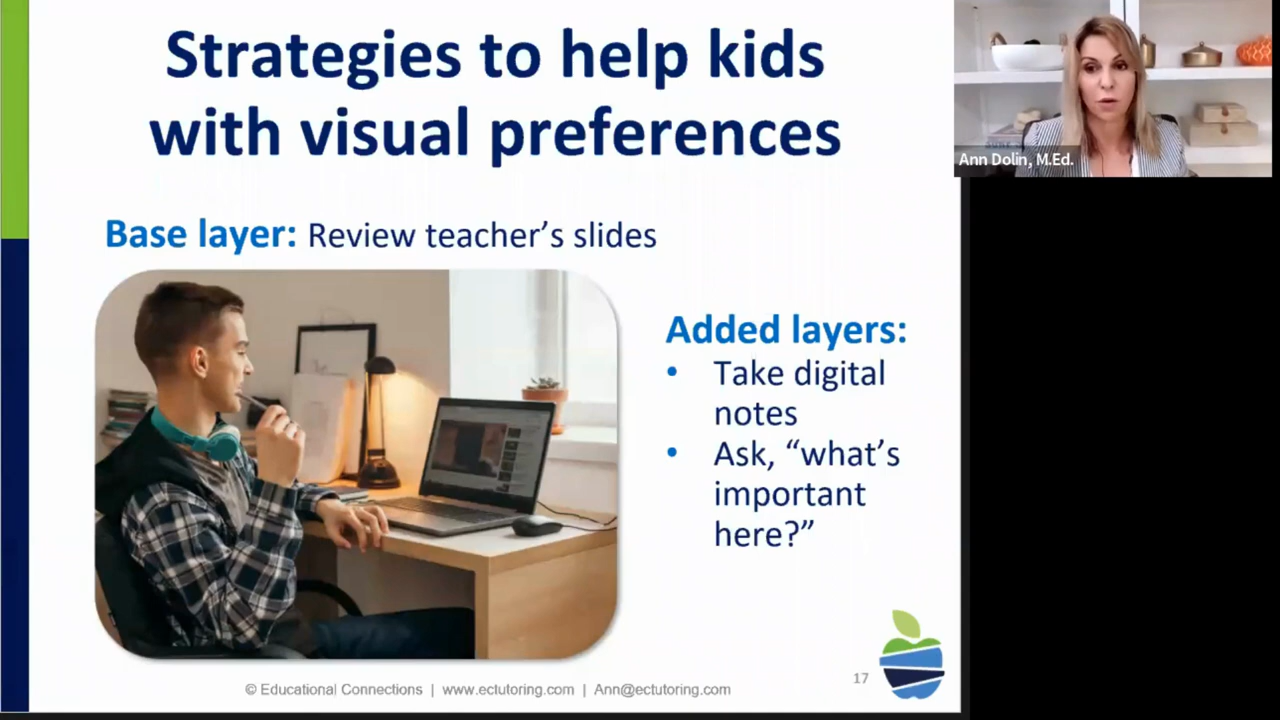 Strategies to help kids
with visual preferences
Ann Dolin, M.Ed.
Base layer: Review teacher's slides
Added layers:
• Take digital
notes
• Ask, “what's
important
here?”
© Educational Connections | www.ectutoring.com | Ann@ectutoring.com
17